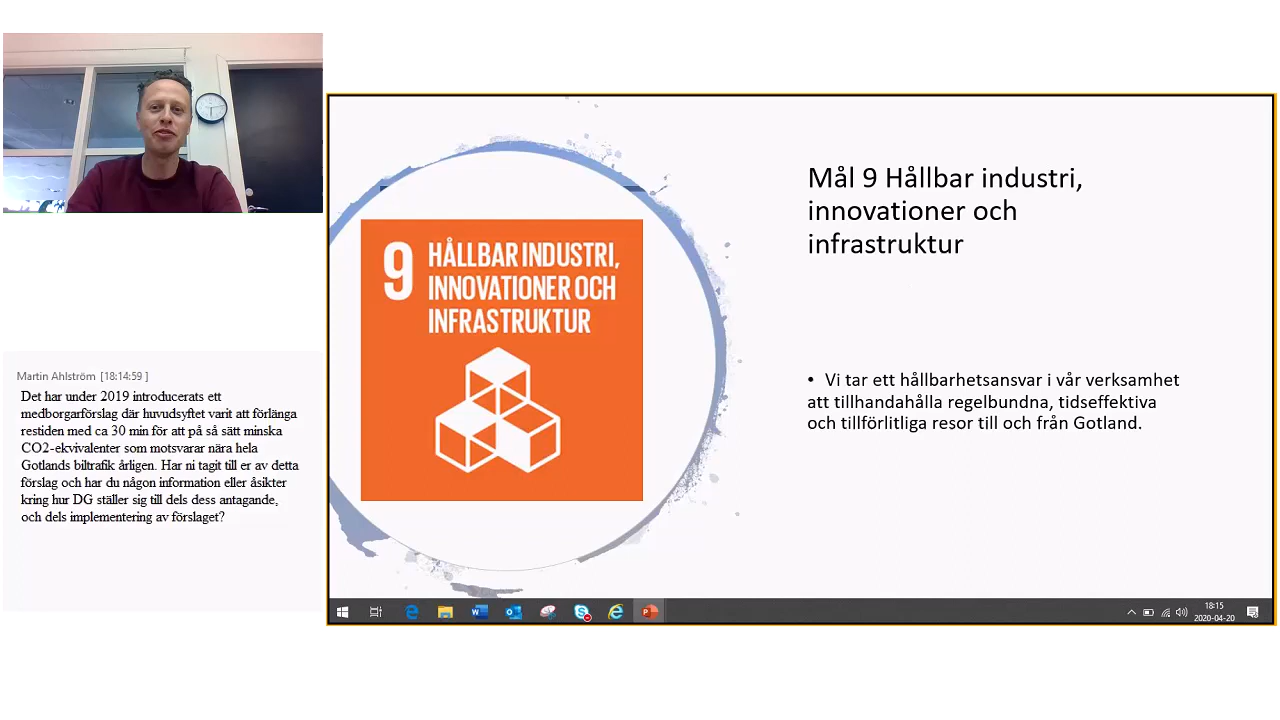 Martin Ahlström [18:14:59 ]
Det har under 2019 introducerats ett
medborgarförslag där huvudsyftet varit att förlänga
restiden med ca 30 min för att på så sätt minska
CO2-ekvivalenter som motsvarar nära hela
Gotlands biltrafik årligen. Har ni tagit till er av detta
förslag och har du någon information eller åsikter
kring hur DG ställer sig till dels dess antagande,
och dels implementering av förslaget?
9 HÅLLBAR INDUSTRI,
INNOVATIONER OCH
INFRASTRUKTUR
Mål 9 Hållbar industri,
innovationer och
infrastruktur
• Vi tar ett hållbarhetsansvar i vår verksamhet
att tillhandahålla regelbundna, tidseffektiva
och tillförlitliga resor till och från Gotland.
18:15
2020-04-20